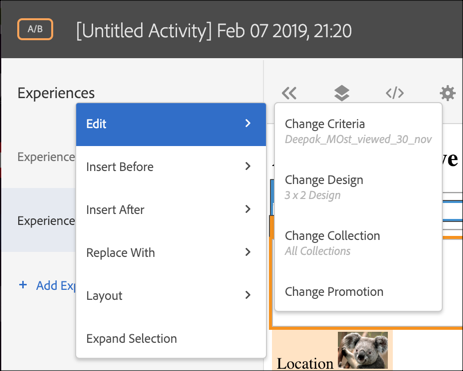 A/B
[Untitled Activity] Feb 07 2019, 21:20
Experiences
</>
Edit
Change Criteria
Deepak_MOst_viewed_30_nov
Experience
Insert Before
Change Design
3 x 2 Design
Insert After
Experience
Change Collection
All Collections
Replace With
+ Add Exp
Layout
Change Promotion
Expand Selection
Location